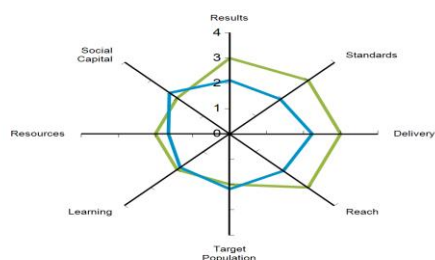 Results
4
Social
Capital
Standards
3
2
1
Resources
0
Delivery
Learning
Reach
Target
Population